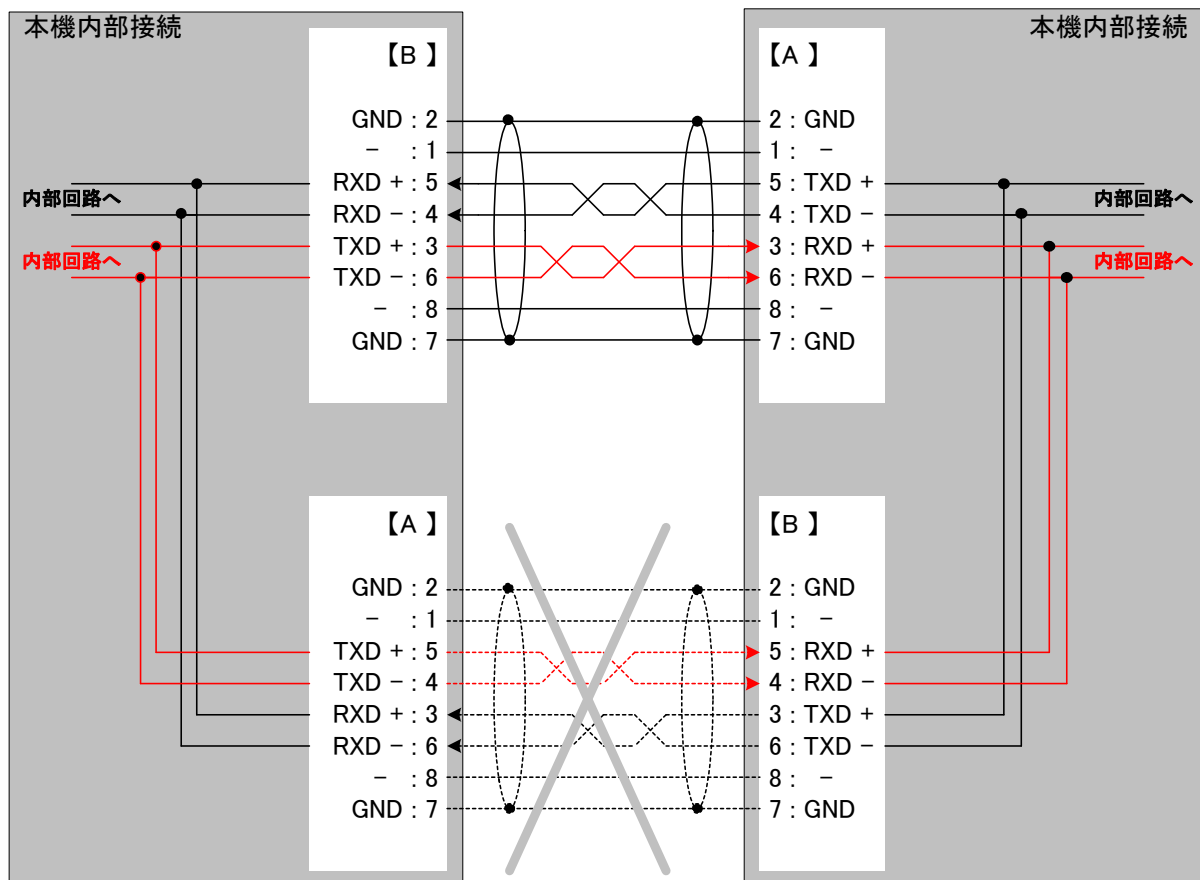 本機内部接続
本機内部接続
【B 】
【A 】
GND : 2
2 : GND
－ : 1
1 : －
RXD + : 5
5 : TXD +
RXD － : 4
4 : TXD －
TXD + : 3
3 : RXD +
TXD － : 6
6 : RXD －
－ : 8
8 : －
GND : 7
7 : GND
内部回路へ
内部回路へ
内部回路へ
内部回路へ
【A 】
【B 】
GND : 2
2 : GND
－ : 1
1 : －
TXD + : 5
5 : RXD +
TXD － : 4
4 : RXD －
RXD + : 3
3 : TXD +
RXD － : 6
6 : TXD －
－ : 8
8 : －
GND : 7
7 : GND